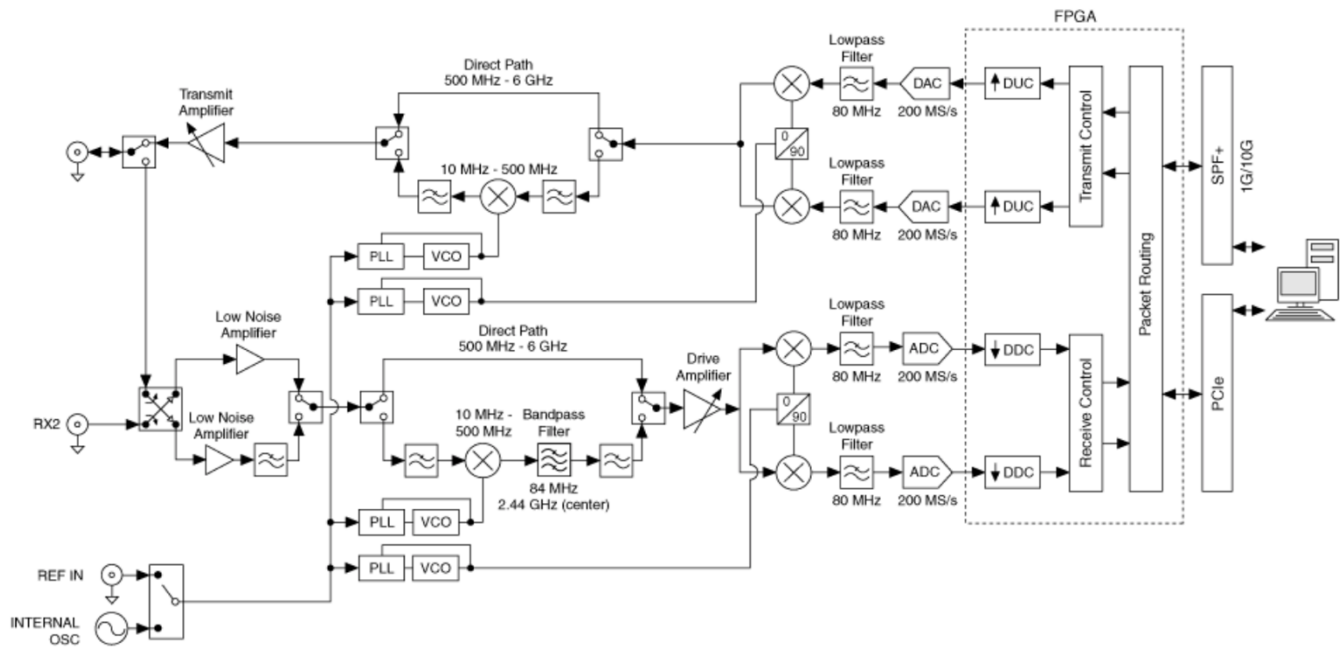 FPGA
Lowpass
Filter
Direct Path
500 MHz - 6 GHz
Transmit
Amplifier
DAC
DUC
80 MHz
200 MS/s
0
90
10 MHz - 500 MHz
Lowpass
Filter
DAC
DUC
80 MHz
200 MS/s
Transmit Control
Packet Routing
SPF+
1G/10G
PLL
VCO
PLL
VCO
Low Noise
Amplifier
Direct Path
500 MHz - 6 GHz
Drive
Amplifier
Lowpass
Filter
ADC
DDC
80 MHz
200 MS/s
0
90
RX2
Low Noise
Amplifier
10 MHz -
500 MHz
Bandpass
Filter
84 MHz
2.44 GHz (center)
Lowpass
Filter
ADC
DDC
80 MHz
200 MS/s
Receive Control
PCIe
PLL
VCO
PLL
VCO
REF IN
INTERNAL
OSC